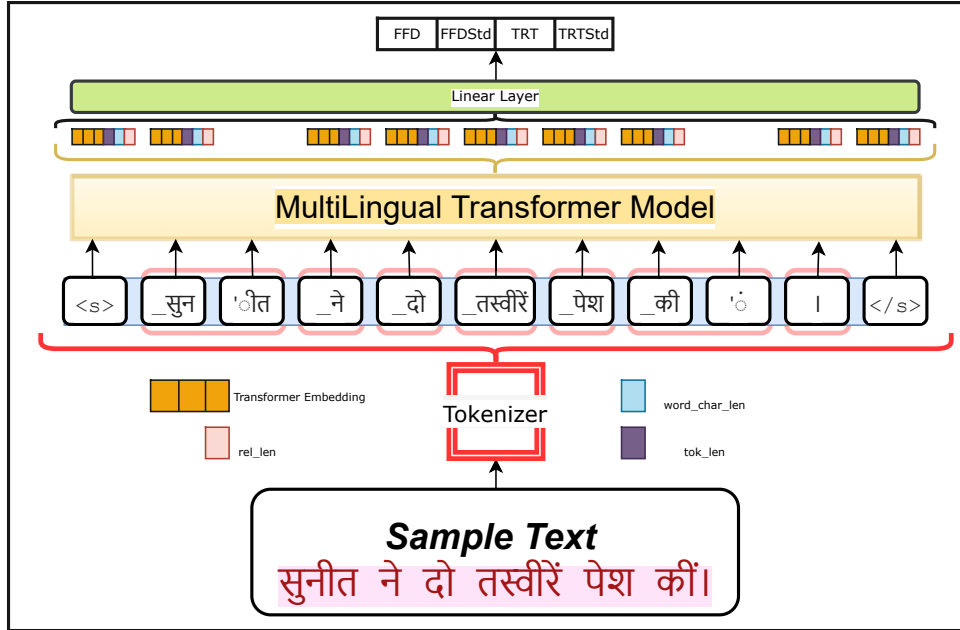 FFD FFDStd TRT TRTStd
Linear Layer
MultiLingual Transformer Model
<s> _सुन 'ीत _ने _दो _तस्वीरें _पेश _की 'ं । </s>
Transformer Embedding
word_char_len
rel_len
tok_len
Tokenizer
Sample Text
सुनीत ने दो तस्वीरें पेश कीं।